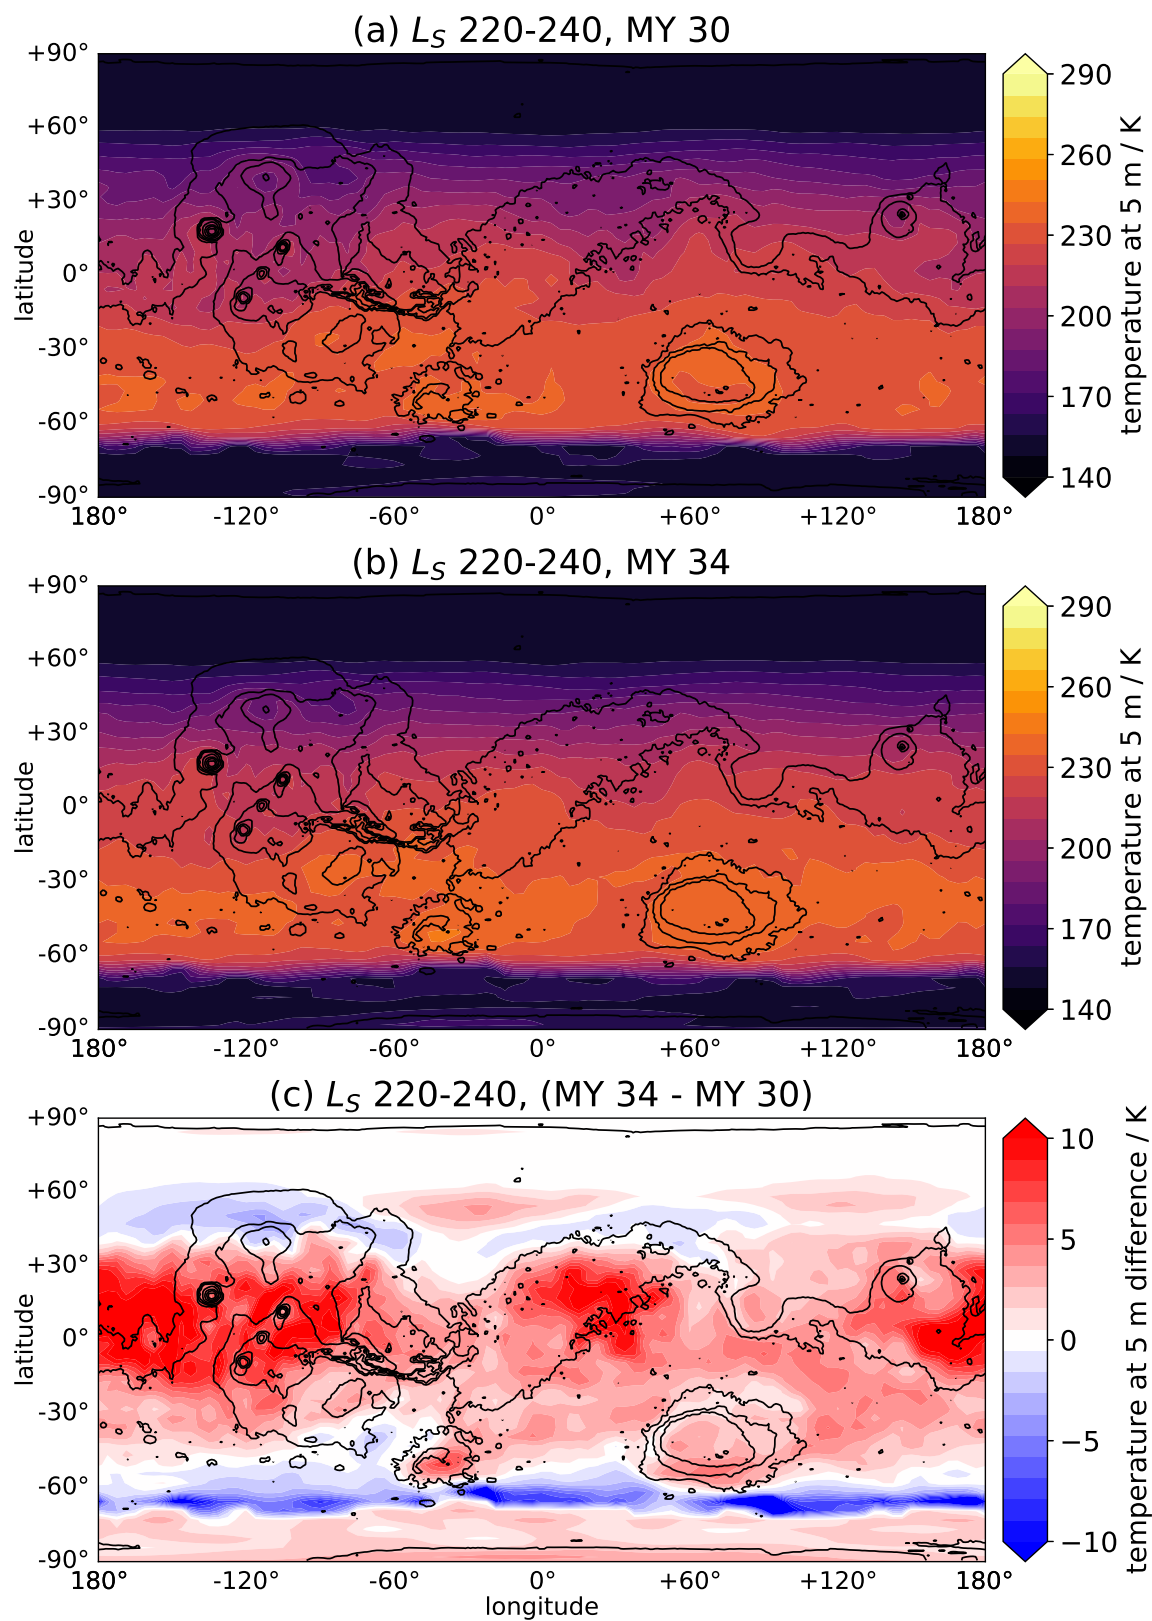 (a) L_S 220-240, MY 30
+90°
+60°
+30°
0°
-30°
-60°
-90°
latitude
180° -120° -60° 0° +60° +120° 180°
290
260
230
200
170
140
temperature at 5 m / K
(b) L_S 220-240, MY 34
+90°
+60°
+30°
0°
-30°
-60°
-90°
latitude
180° -120° -60° 0° +60° +120° 180°
290
260
230
200
170
140
temperature at 5 m / K
(c) L_S 220-240, (MY 34 - MY 30)
+90°
+60°
+30°
0°
-30°
-60°
-90°
latitude
180° -120° -60° 0° +60° +120° 180°
longitude
10
5
0
−5
−10
temperature at 5 m difference / K